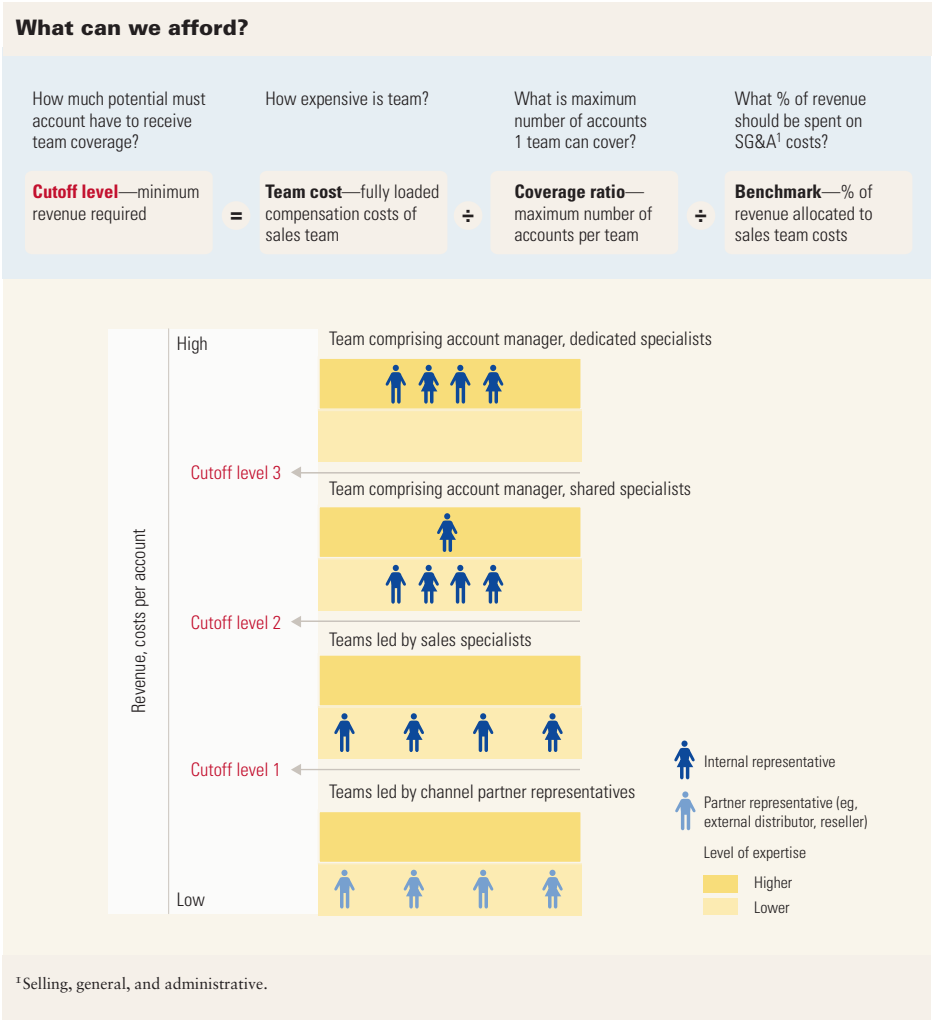 What can we afford?
How much potential must
account have to receive
team coverage?
How expensive is team?
What is maximum
number of accounts
1 team can cover?
What % of revenue
should be spent on
SG&A¹ costs?
Cutoff level—minimum
revenue required
=
Team cost—fully loaded
compensation costs of
sales team
÷
Coverage ratio—
maximum number of
accounts per team
÷
Benchmark—% of
revenue allocated to
sales team costs
Revenue, costs per account
High
Team comprising account manager, dedicated specialists
Cutoff level 3
Team comprising account manager, shared specialists
Cutoff level 2
Teams led by sales specialists
Cutoff level 1
Teams led by channel partner representatives
Low
Internal representative
Partner representative (eg,
external distributor, reseller)
Level of expertise
Higher
Lower
¹Selling, general, and administrative.